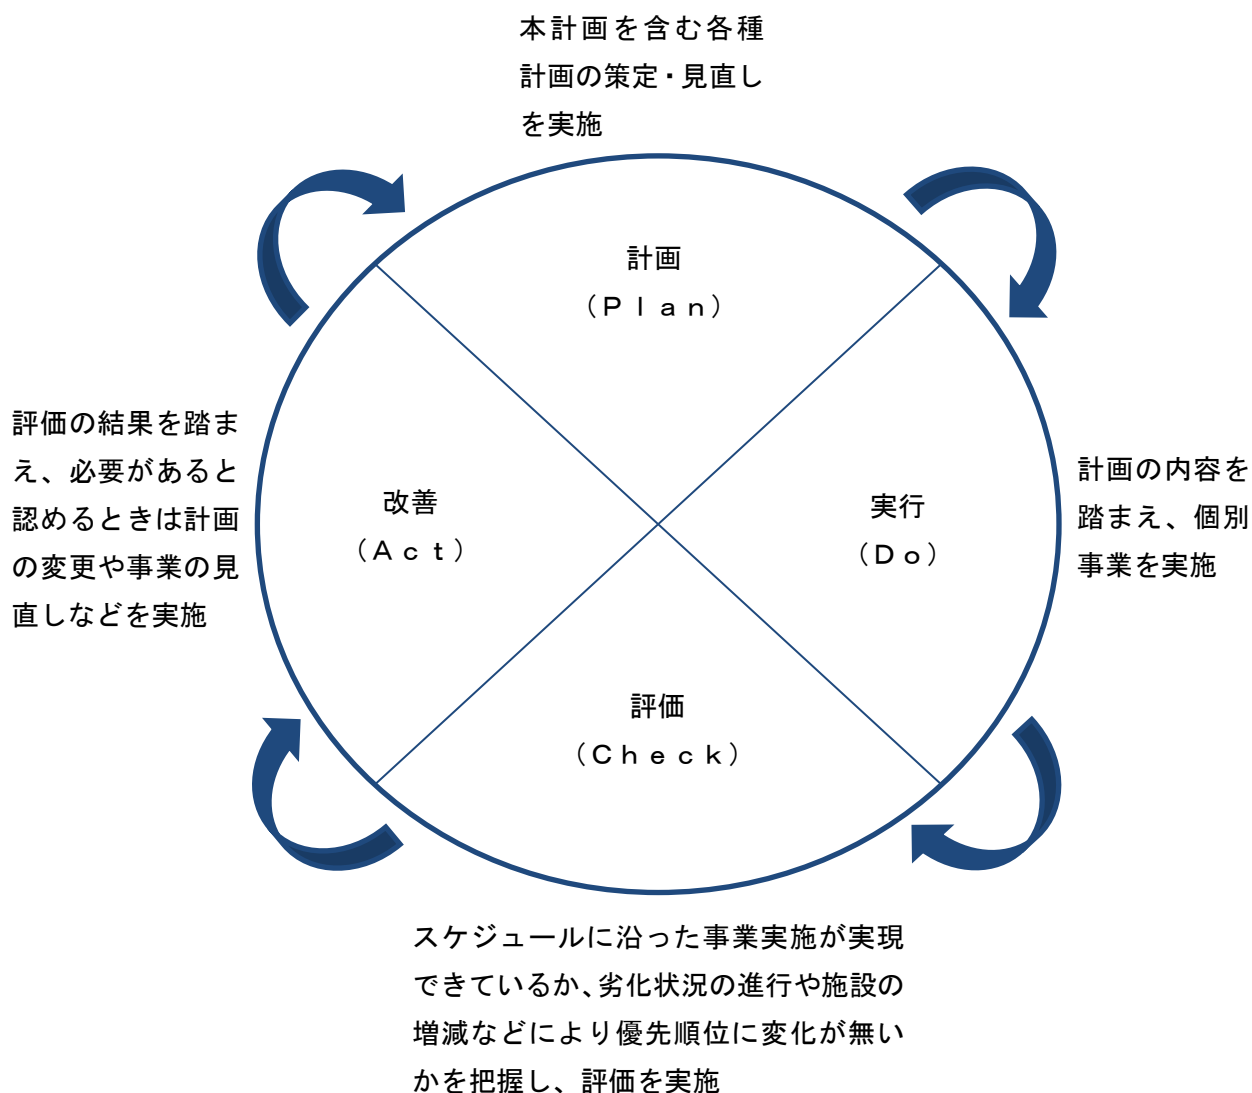 本計画を含む各種
計画の策定・見直し
を実施
計画
（Ｐｌａｎ）
評価の結果を踏ま
え、必要があると
認めるときは計画
の変更や事業の見
直しなどを実施
改善
（Ａｃｔ）
実行
（Ｄｏ）
計画の内容を
踏まえ、個別
事業を実施
評価
（Ｃｈｅｃｋ）
スケジュールに沿った事業実施が実現
できているか、劣化状況の進行や施設の
増減などにより優先順位に変化が無い
かを把握し、評価を実施